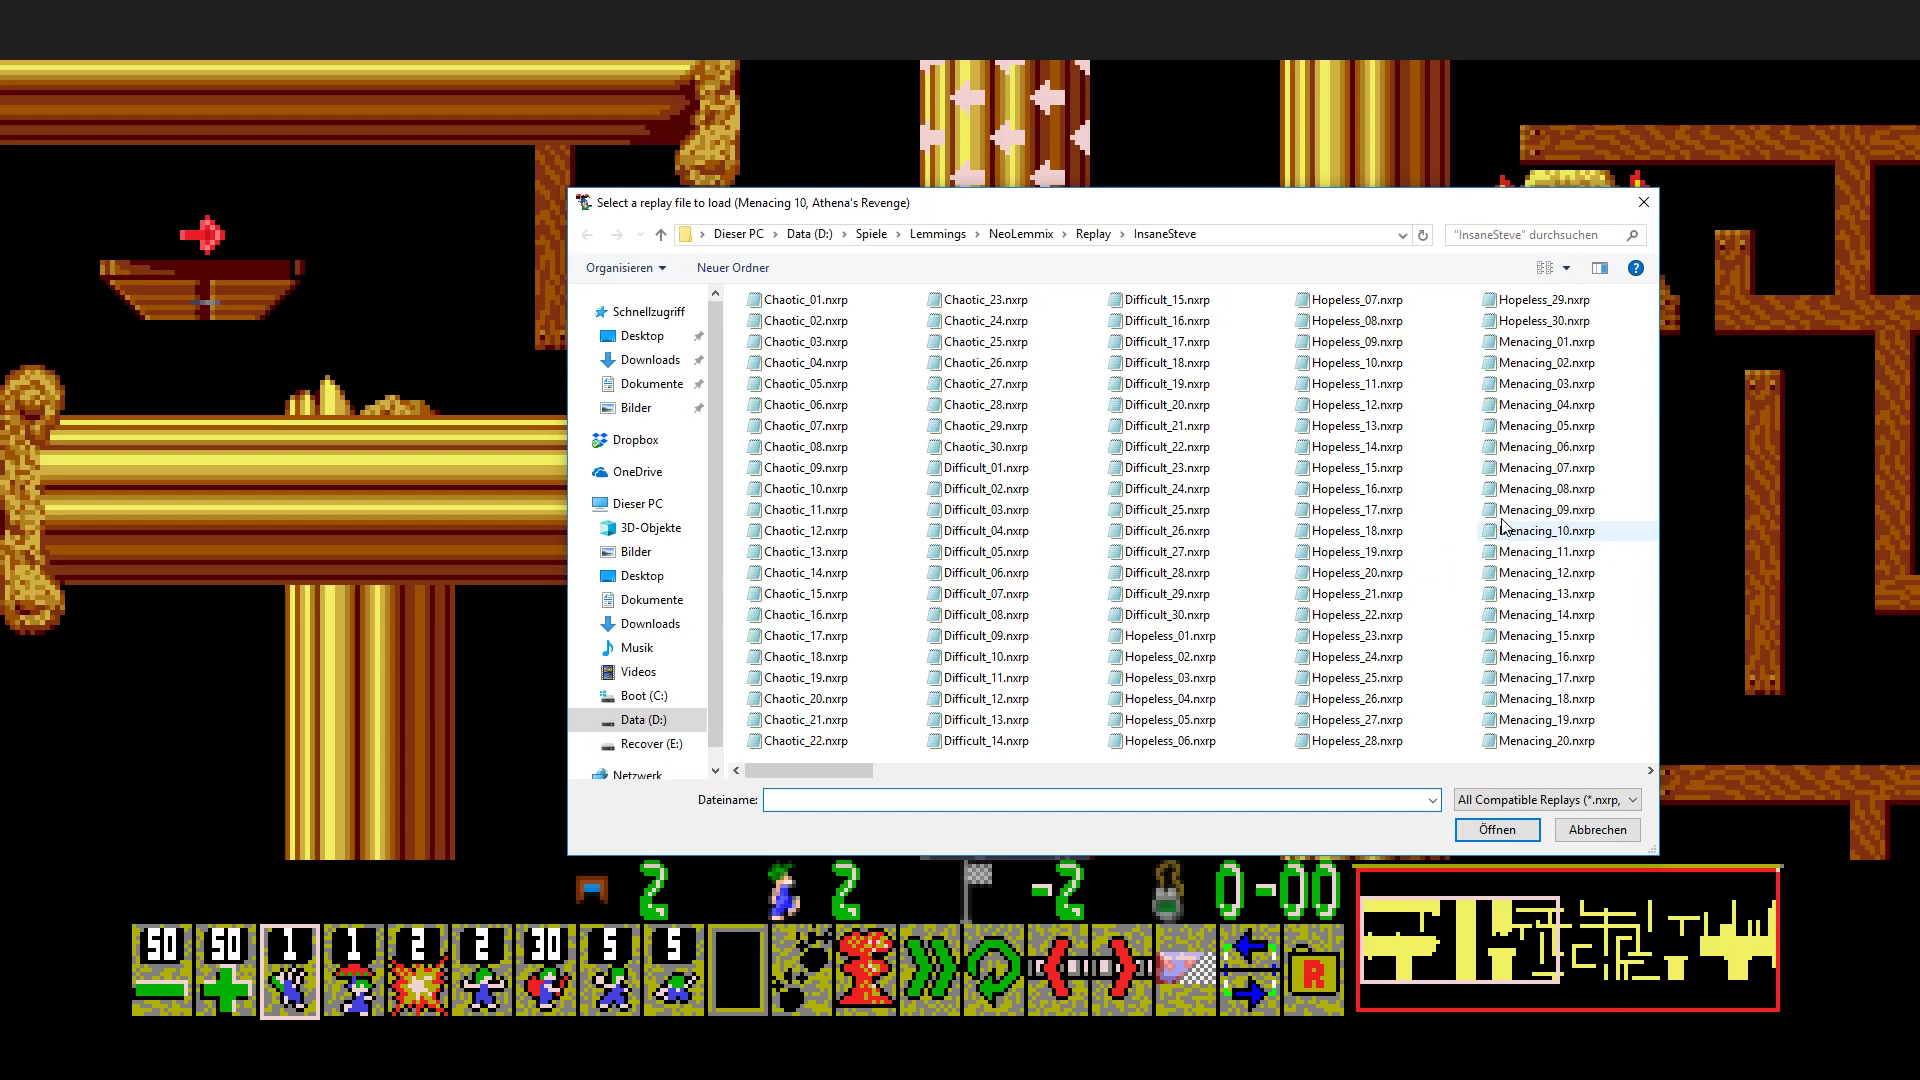 Select a replay file to load (Menacing 10, Athena's Revenge)
Dieser PC
Data (D:)
Spiele
Lemmings
NeoLemmix
Replay
InsaneSteve
"InsaneSteve" durchsuchen
Organisieren
Neuer Ordner
?
Schnellzugriff
Desktop
Downloads
Dokumente
Bilder
Dropbox
OneDrive
Dieser PC
3D-Objekte
Bilder
Desktop
Dokumente
Downloads
Musik
Videos
Boot (C:)
Data (D:)
Recover (E:)
Netzwerk
Chaotic_01.nxrp
Chaotic_02.nxrp
Chaotic_03.nxrp
Chaotic_04.nxrp
Chaotic_05.nxrp
Chaotic_06.nxrp
Chaotic_07.nxrp
Chaotic_08.nxrp
Chaotic_09.nxrp
Chaotic_10.nxrp
Chaotic_11.nxrp
Chaotic_12.nxrp
Chaotic_13.nxrp
Chaotic_14.nxrp
Chaotic_15.nxrp
Chaotic_16.nxrp
Chaotic_17.nxrp
Chaotic_18.nxrp
Chaotic_19.nxrp
Chaotic_20.nxrp
Chaotic_21.nxrp
Chaotic_22.nxrp
Chaotic_23.nxrp
Chaotic_24.nxrp
Chaotic_25.nxrp
Chaotic_26.nxrp
Chaotic_27.nxrp
Chaotic_28.nxrp
Chaotic_29.nxrp
Chaotic_30.nxrp
Difficult_01.nxrp
Difficult_02.nxrp
Difficult_03.nxrp
Difficult_04.nxrp
Difficult_05.nxrp
Difficult_06.nxrp
Difficult_07.nxrp
Difficult_08.nxrp
Difficult_09.nxrp
Difficult_10.nxrp
Difficult_11.nxrp
Difficult_12.nxrp
Difficult_13.nxrp
Difficult_14.nxrp
Difficult_15.nxrp
Difficult_16.nxrp
Difficult_17.nxrp
Difficult_18.nxrp
Difficult_19.nxrp
Difficult_20.nxrp
Difficult_21.nxrp
Difficult_22.nxrp
Difficult_23.nxrp
Difficult_24.nxrp
Difficult_25.nxrp
Difficult_26.nxrp
Difficult_27.nxrp
Difficult_28.nxrp
Difficult_29.nxrp
Difficult_30.nxrp
Hopeless_01.nxrp
Hopeless_02.nxrp
Hopeless_03.nxrp
Hopeless_04.nxrp
Hopeless_05.nxrp
Hopeless_06.nxrp
Hopeless_07.nxrp
Hopeless_08.nxrp
Hopeless_09.nxrp
Hopeless_10.nxrp
Hopeless_11.nxrp
Hopeless_12.nxrp
Hopeless_13.nxrp
Hopeless_14.nxrp
Hopeless_15.nxrp
Hopeless_16.nxrp
Hopeless_17.nxrp
Hopeless_18.nxrp
Hopeless_19.nxrp
Hopeless_20.nxrp
Hopeless_21.nxrp
Hopeless_22.nxrp
Hopeless_23.nxrp
Hopeless_24.nxrp
Hopeless_25.nxrp
Hopeless_26.nxrp
Hopeless_27.nxrp
Hopeless_28.nxrp
Hopeless_29.nxrp
Hopeless_30.nxrp
Menacing_01.nxrp
Menacing_02.nxrp
Menacing_03.nxrp
Menacing_04.nxrp
Menacing_05.nxrp
Menacing_06.nxrp
Menacing_07.nxrp
Menacing_08.nxrp
Menacing_09.nxrp
Menacing_10.nxrp
Menacing_11.nxrp
Menacing_12.nxrp
Menacing_13.nxrp
Menacing_14.nxrp
Menacing_15.nxrp
Menacing_16.nxrp
Menacing_17.nxrp
Menacing_18.nxrp
Menacing_19.nxrp
Menacing_20.nxrp
Dateiname:
All Compatible Replays (*.nxrp,
Öffnen
Abbrechen
2 2 -2 0-00
50 50 1 1 2 2 30 5 5
R